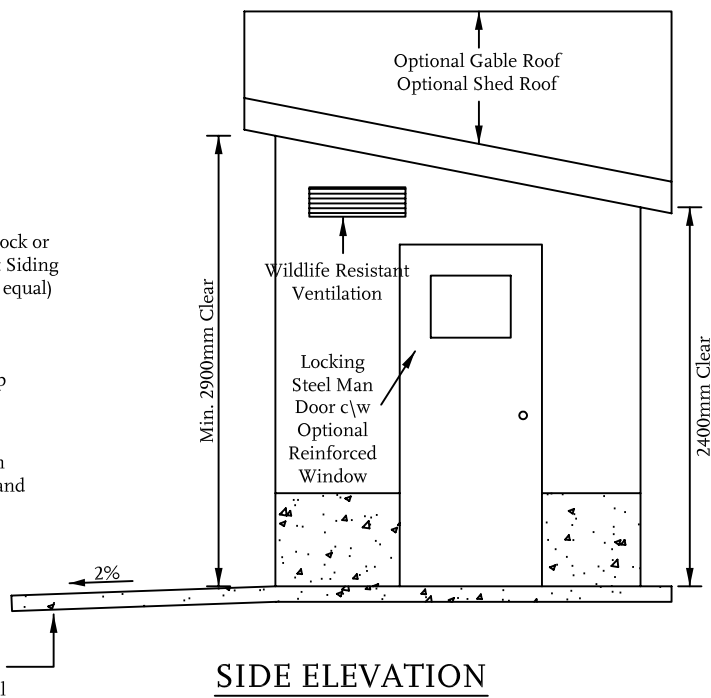 Optional Gable Roof
Optional Shed Roof
Wildlife Resistant
Ventilation
Min. 2900mm Clear
2400mm Clear
Locking
Steel Man
Door c\w
Optional
Reinforced
Window
Siding
equal)
or
and
2%
SIDE ELEVATION